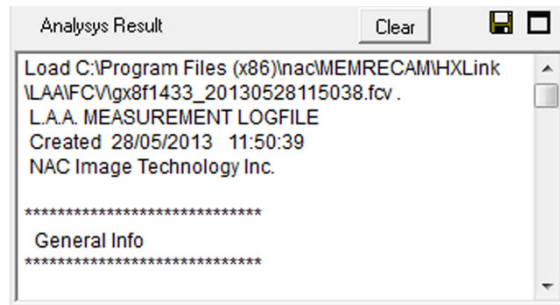 Analysys Result
Clear
Load C:\Program Files (x86)\nac\MEMRECAM\HXLink
\LAA\FCV\gx8f1433_20130528115038.fcv .
L.A.A. MEASUREMENT LOGFILE
Created 28/05/2013 11:50:39
NAC Image Technology Inc.
*****************************
General Info
*****************************